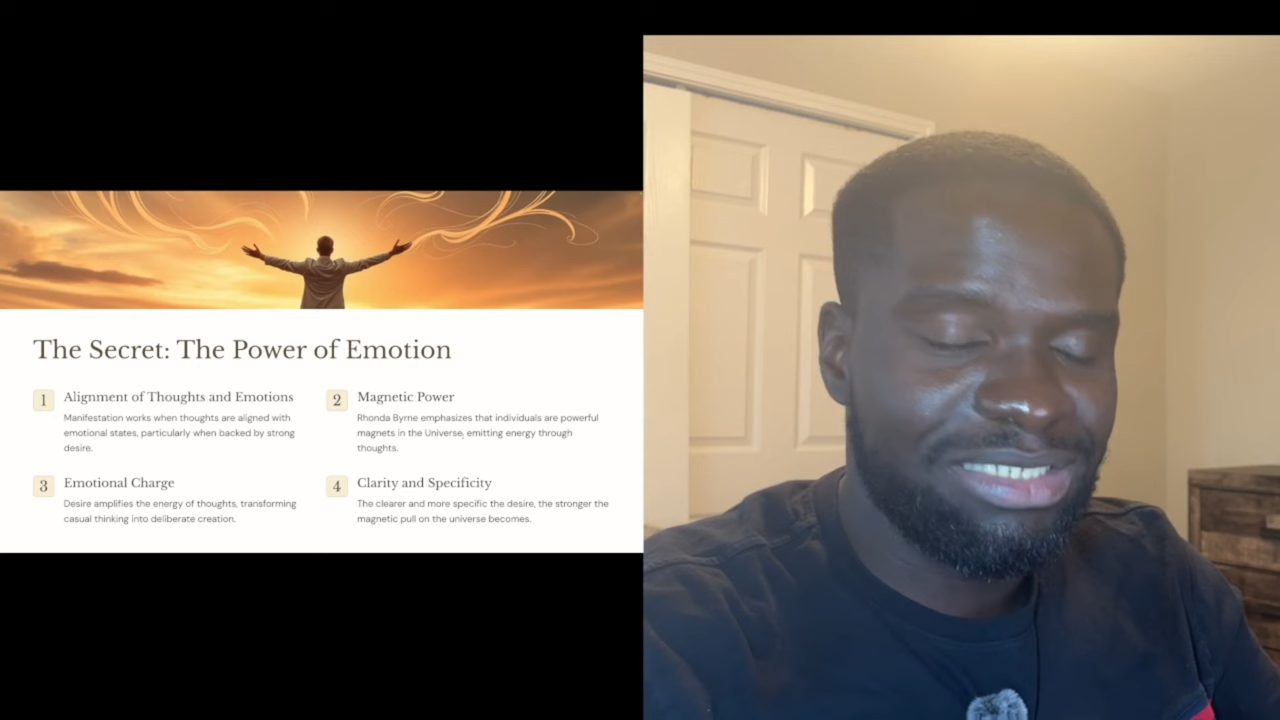 The Secret: The Power of Emotion
1 Alignment of Thoughts and Emotions
Manifestation works when thoughts are aligned with
emotional states, particularly when backed by strong
desire.
2 Magnetic Power
Rhonda Byrne emphasizes that individuals are powerful
magnets in the Universe, emitting energy through
thoughts.
3 Emotional Charge
Desire amplifies the energy of thoughts, transforming
casual thinking into deliberate creation.
4 Clarity and Specificity
The clearer and more specific the desire, the stronger the
magnetic pull on the universe becomes.